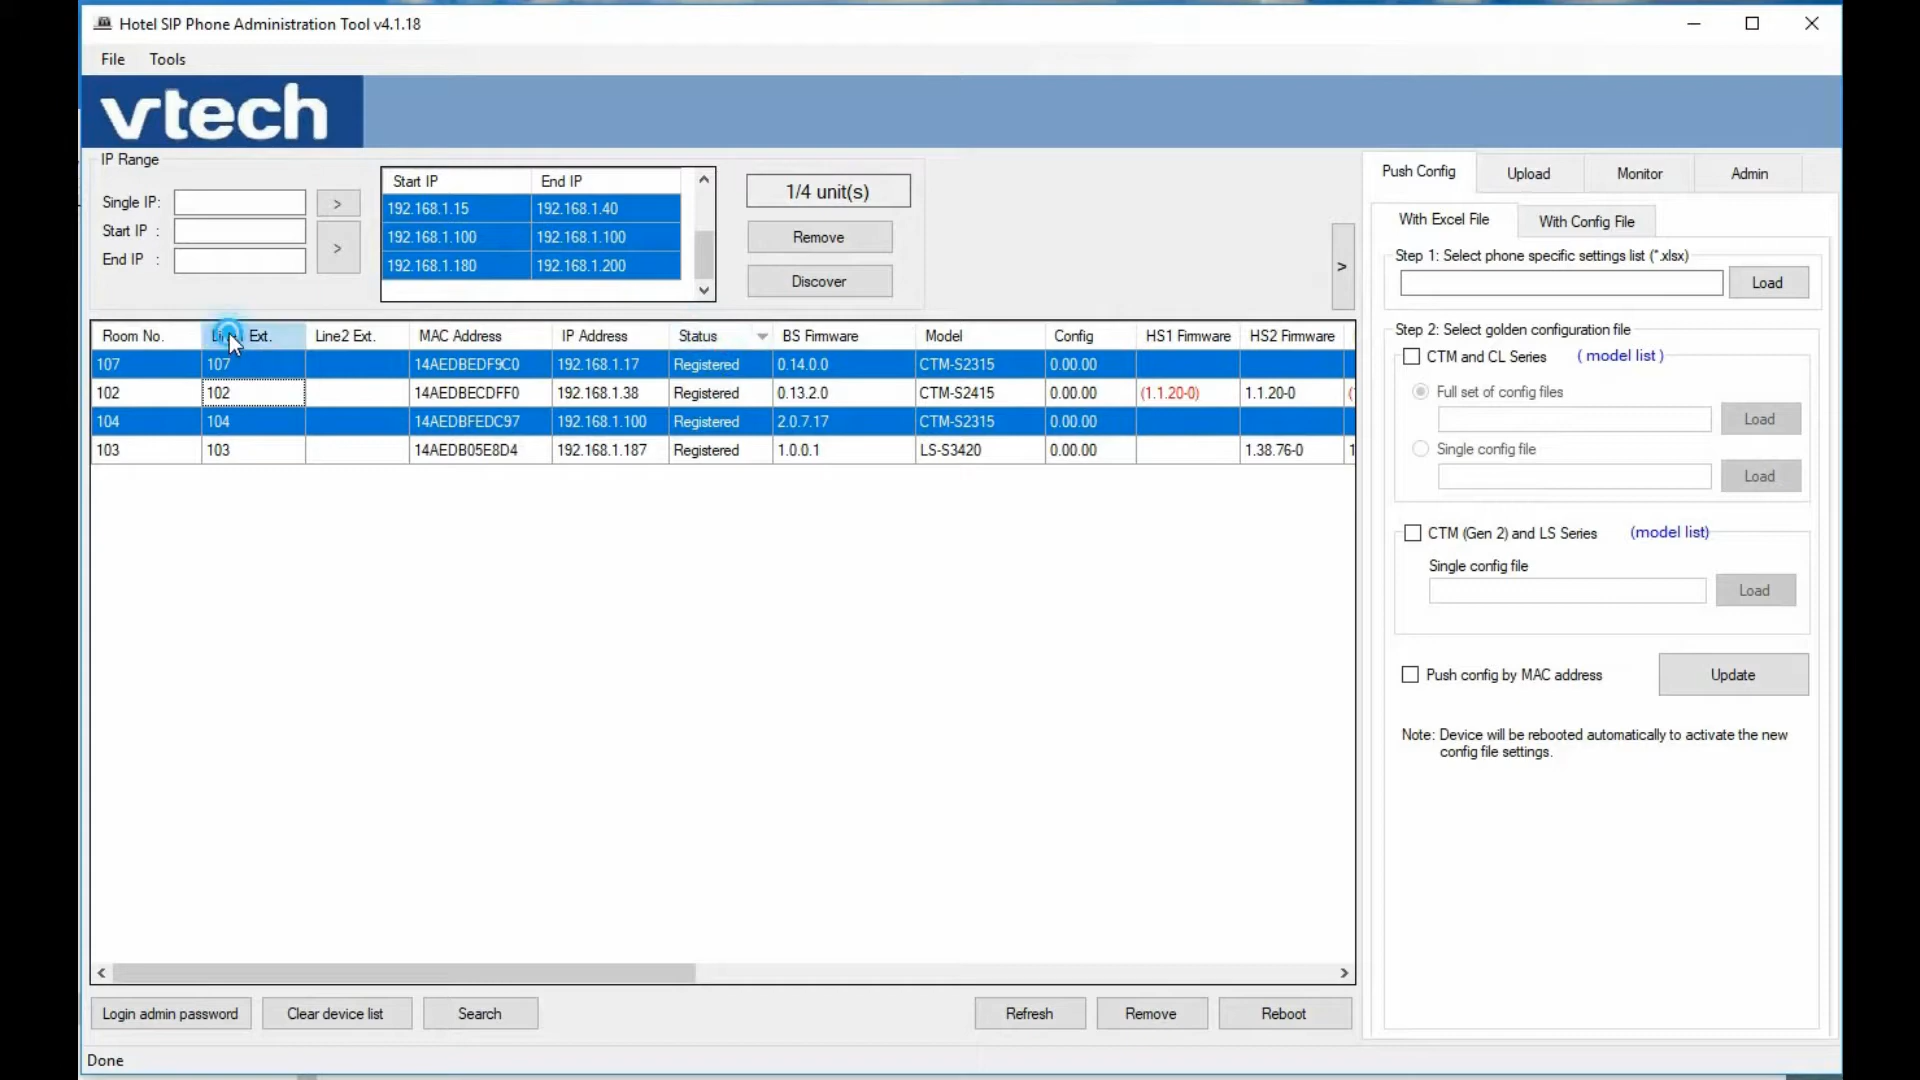 Hotel SIP Phone Administration Tool v4.1.18
File Tools
vtech
IP Range
Single IP: >
Start IP : >
End IP :
Start IP End IP
192.168.1.15 192.168.1.40
192.168.1.100 192.168.1.100
192.168.1.180 192.168.1.200
1/4 unit(s)
Remove
Discover
>
Room No. Ext. Line2 Ext. MAC Address IP Address Status BS Firmware Model Config HS1 Firmware HS2 Firmware
107 107 14AEDBEDF9C0 192.168.1.17 Registered 0.14.0.0 CTM-S2315 0.00.00
102 102 14AEDBECDFF0 192.168.1.38 Registered 0.13.2.0 CTM-S2415 0.00.00 (1.1.20-0) 1.1.20-0 (
104 104 14AEDBFEDC97 192.168.1.100 Registered 2.0.7.17 CTM-S2315 0.00.00
103 103 14AEDB05E8D4 192.168.1.187 Registered 1.0.0.1 LS-S3420 0.00.00 1.38.76-0 1
Login admin password Clear device list Search Refresh Remove Reboot
Done
Push Config Upload Monitor Admin
With Excel File With Config File
Step 1: Select phone specific settings list (*.xlsx)
Load
Step 2: Select golden configuration file
CTM and CL Series ( model list )
Full set of config files
Load
Single config file
Load
CTM (Gen 2) and LS Series (model list)
Single config file
Load
Push config by MAC address Update
Note: Device will be rebooted automatically to activate the new
config file settings.